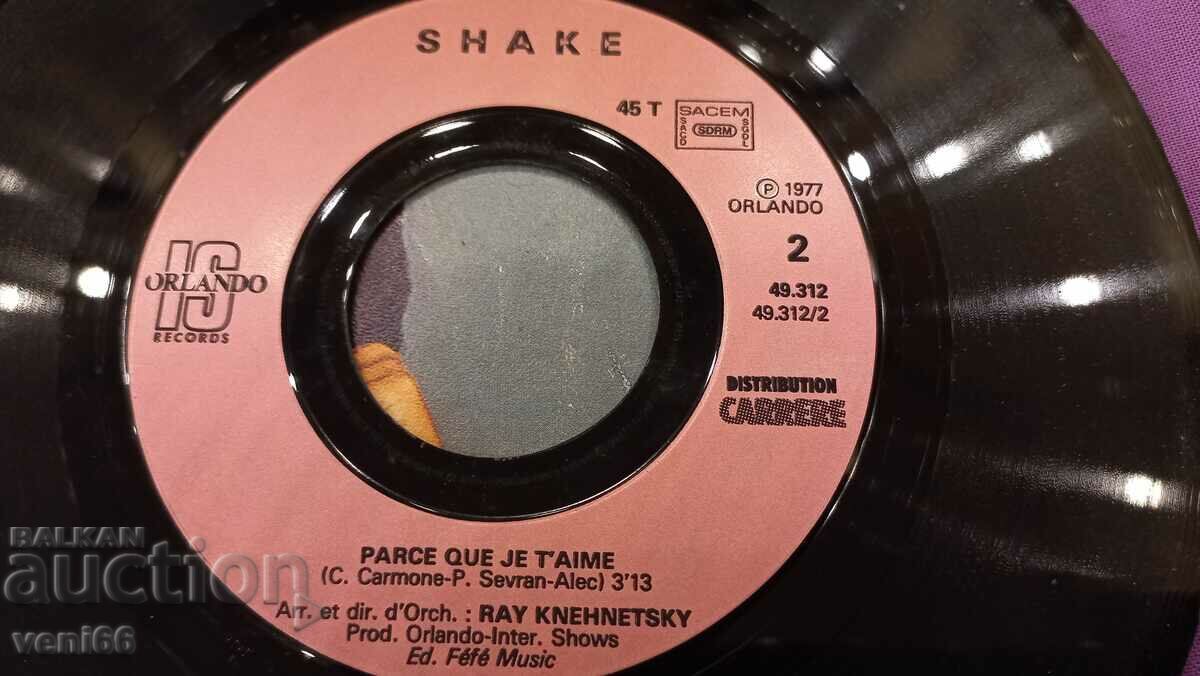 SHAKE
45 T
SACEM
SACD
SDRM
SGDL
Ⓟ 1977
ORLANDO
2
49.312
49.312/2
IS
ORLANDO
RECORDS
DISTRIBUTION
CARRERE
PARCE QUE JE T'AIME
(C. Carmone-P. Sevran-Alec) 3'13
Arr. et dir. d'Orch. : RAY KNEHNETSKY
Prod. Orlando-Inter. Shows
Ed. Féfé Music
BALKAN
auction
veni66